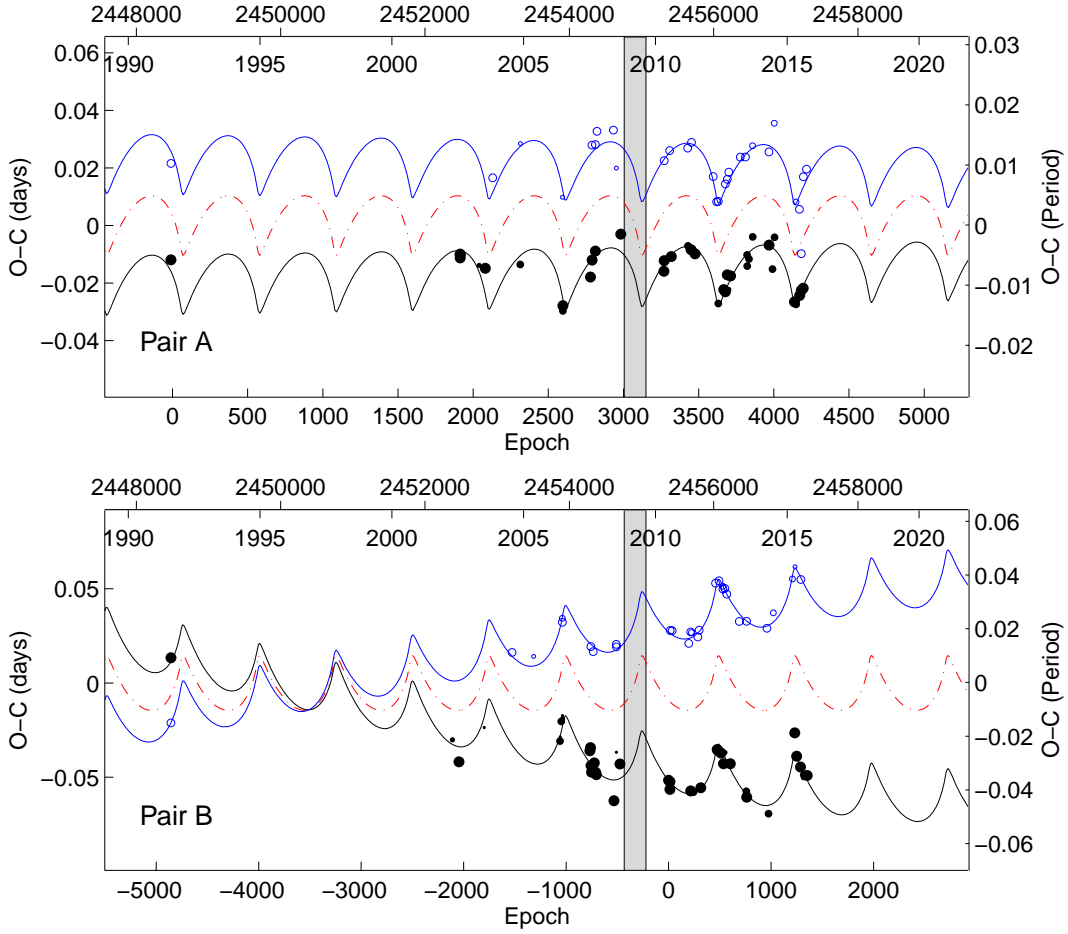 2448000 2450000 2452000 2454000 2456000 2458000
0.06 0.03
1990 1995 2000 2005 2010 2015 2020
0.04 0.02
0.02 0.01
O−C (days) 0 0 O−C (Period)
−0.02 −0.01
−0.04 −0.02
Pair A
0 500 1000 1500 2000 2500 3000 3500 4000 4500 5000
Epoch
2448000 2450000 2452000 2454000 2456000 2458000
0.06
1990 1995 2000 2005 2010 2015 2020
0.05 0.04
0.02
O−C (days) 0 0 O−C (Period)
−0.02
−0.05 −0.04
Pair B −0.06
−5000 −4000 −3000 −2000 −1000 0 1000 2000
Epoch